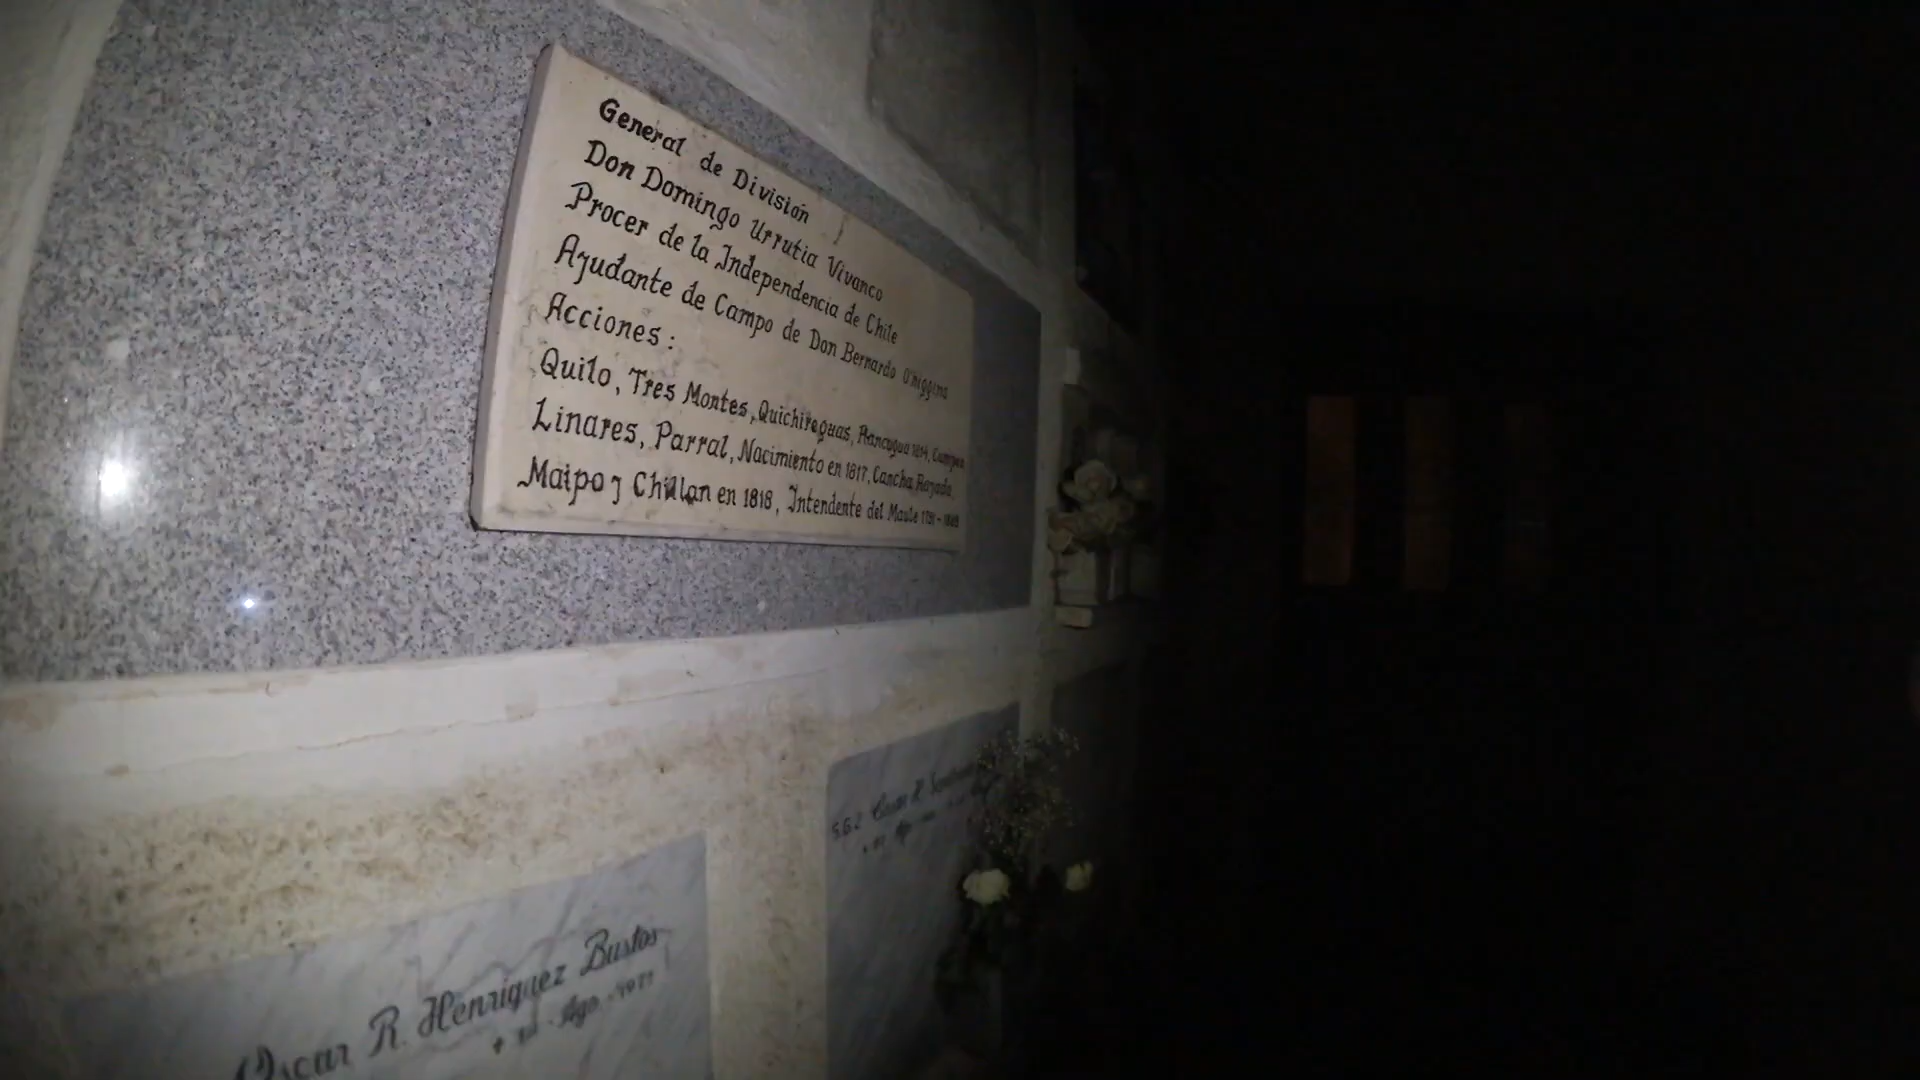 General de División
Don Domingo Urrutia Vivanco
Procer de la Independencia de Chile
Ayudante de Campo de Don Bernardo O'higgins
Acciones :
Quilo, Tres Montes, Quichireguas, Rancagua 1814,
Linares, Parral, Nacimiento en 1817, Cancha Rayada,
Maipo y Chillan en 1818, Intendente del Maule
Oscar R. Henriquez Bustos
Ago
S.G.2